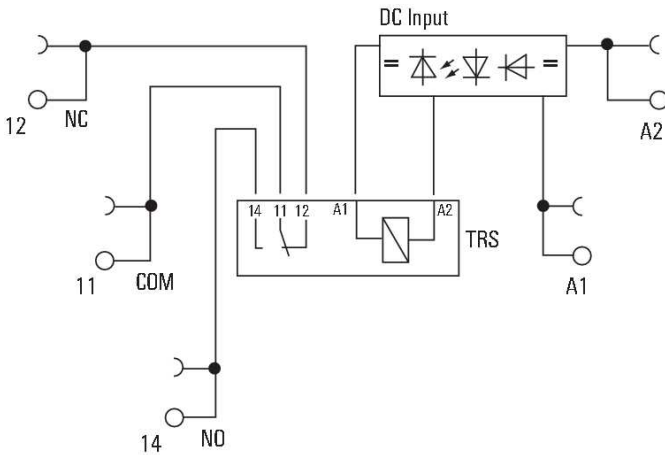 DC Input
= =
12 NC
A2
14 11 12 A1 A2
TRS
11 COM
A1
14 NO